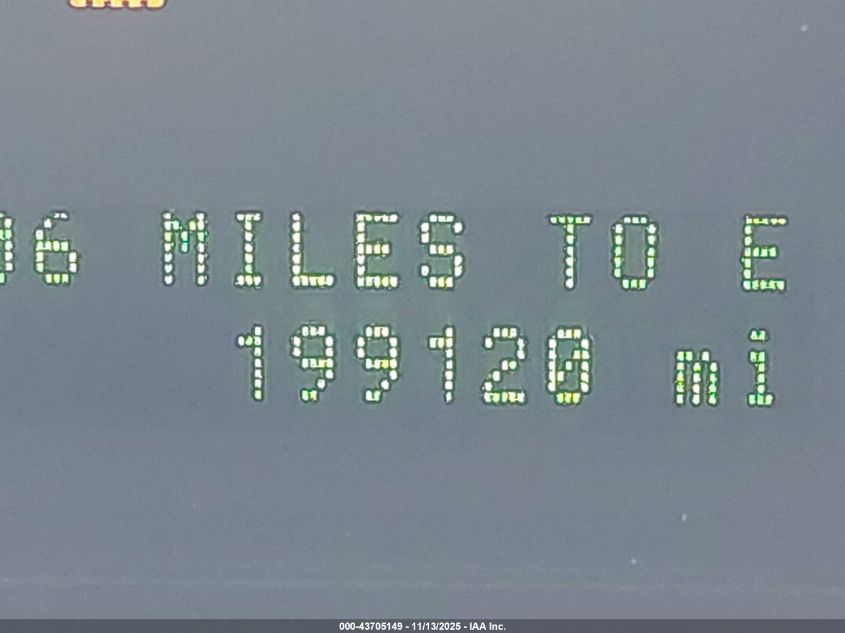 06 MILES TO E
199120 mi
000-43705149 - 11/13/2025 - IAA Inc.